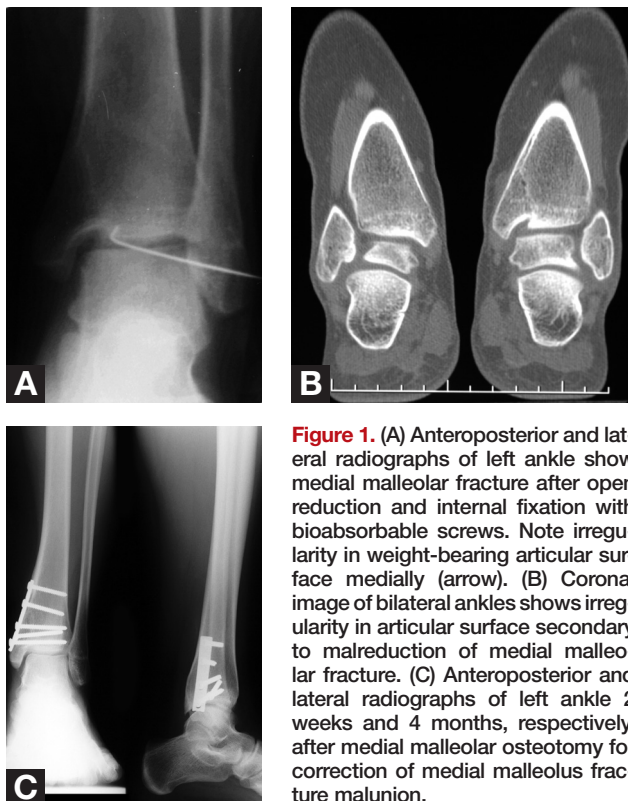 A
B
C
Figure 1. (A) Anteroposterior and lat-
eral radiographs of left ankle show
medial malleolar fracture after open
reduction and internal fixation with
bioabsorbable screws. Note irregu-
larity in weight-bearing articular sur-
face medially (arrow). (B) Corona
image of bilateral ankles shows irreg-
ularity in articular surface secondary
to malreduction of medial malleo-
lar fracture. (C) Anteroposterior and
lateral radiographs of left ankle 2
weeks and 4 months, respectively
after medial malleolar osteotomy fo
correction of medial malleolus frac-
ture malunion.